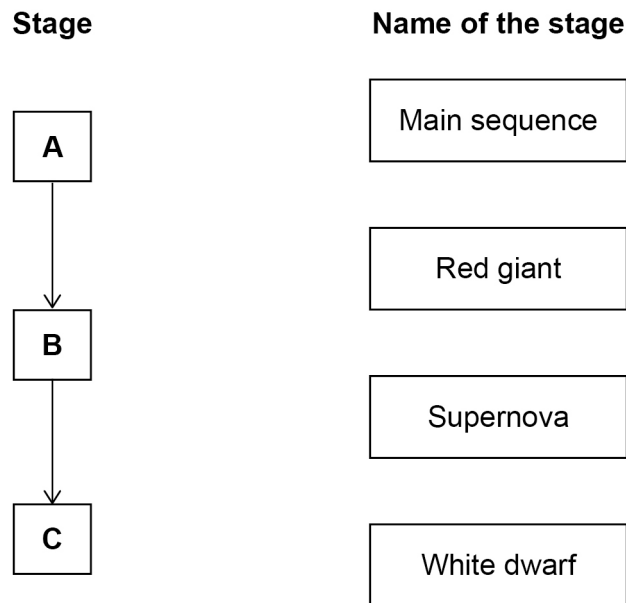 Stage
Name of the stage
A
Main sequence
Red giant
B
Supernova
C
White dwarf